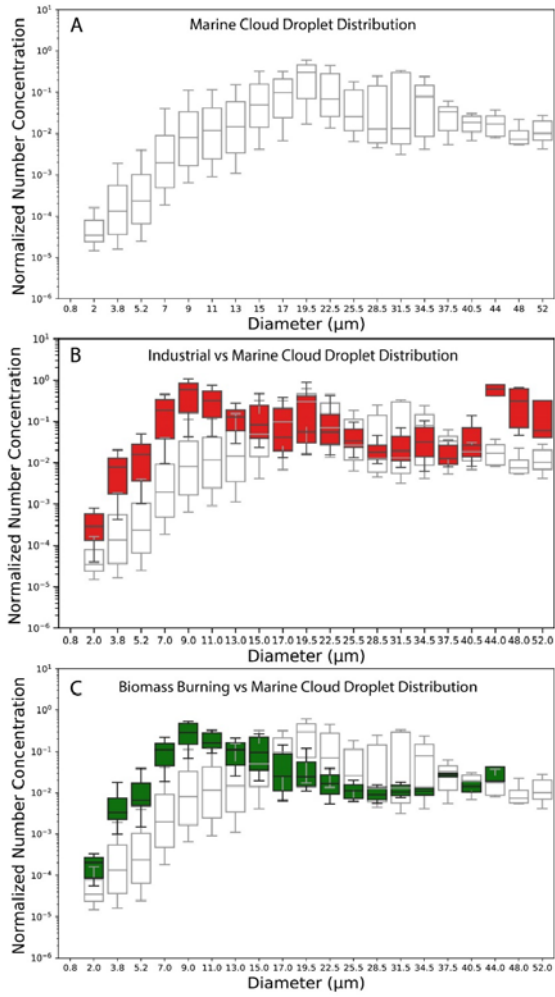 A
Marine Cloud Droplet Distribution
Normalized Number Concentration
10¹
10⁰
10⁻¹
10⁻²
10⁻³
10⁻⁴
10⁻⁵
10⁻⁶
0.8 2 3.8 5.2 7 9 11 13 15 17 19.5 22.5 25.5 28.5 31.5 34.5 37.5 40.5 44 48 52
Diameter (µm)
B
Industrial vs Marine Cloud Droplet Distribution
Normalized Number Concentration
10¹
10⁰
10⁻¹
10⁻²
10⁻³
10⁻⁴
10⁻⁵
10⁻⁶
0.8 2.0 3.8 5.2 7.0 9.0 11.0 13.0 15.0 17.0 19.5 22.5 25.5 28.5 31.5 34.5 37.5 40.5 44.0 48.0 52.0
Diameter (µm)
C
Biomass Burning vs Marine Cloud Droplet Distribution
Normalized Number Concentration
10¹
10⁰
10⁻¹
10⁻²
10⁻³
10⁻⁴
10⁻⁵
10⁻⁶
0.8 2.0 3.8 5.2 7.0 9.0 11.0 13.0 15.0 17.0 19.5 22.5 25.5 28.5 31.5 34.5 37.5 40.5 44.0 48.0 52.0
Diameter (µm)